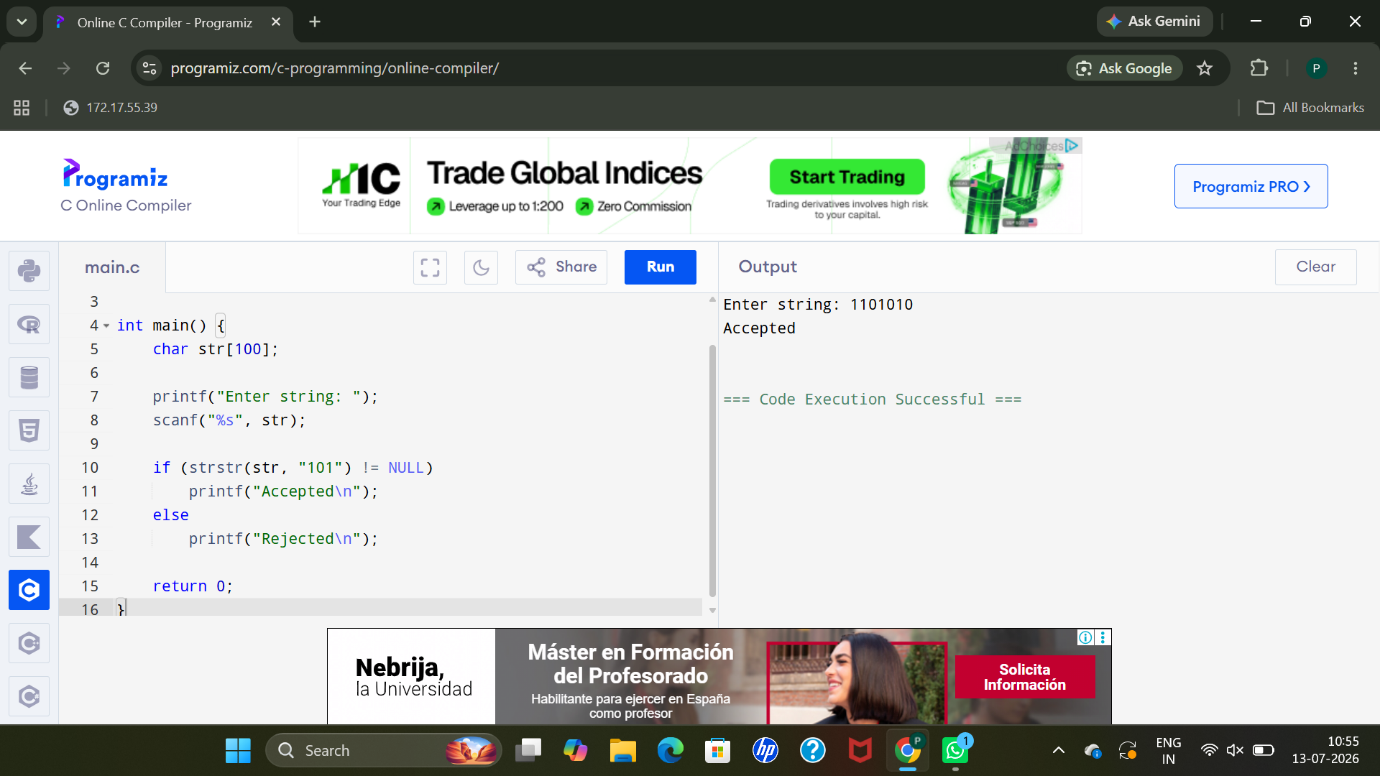 Online C Compiler - Programiz
Ask Gemini
programiz.com/c-programming/online-compiler/
Ask Google
P
172.17.55.39
All Bookmarks
Programiz
C Online Compiler
HIC
Your Trading Edge
Trade Global Indices
Leverage up to 1:200 Zero Commission
Start Trading
Trading derivatives involves high risk
to your capital.
AdChoices
Programiz PRO
main.c
Share
Run
Output
Clear
3
4 int main() {
5 char str[100];
6
7 printf("Enter string: ");
8 scanf("%s", str);
9
10 if (strstr(str, "101") != NULL)
11 printf("Accepted\n");
12 else
13 printf("Rejected\n");
14
15 return 0;
16 }
Enter string: 1101010
Accepted
=== Code Execution Successful ===
Nebrija,
la Universidad
Máster en Formación
del Profesorado
Habilitante para ejercer en España
como profesor
Solicita
Información
Search
ENG
IN
10:55
13-07-2026